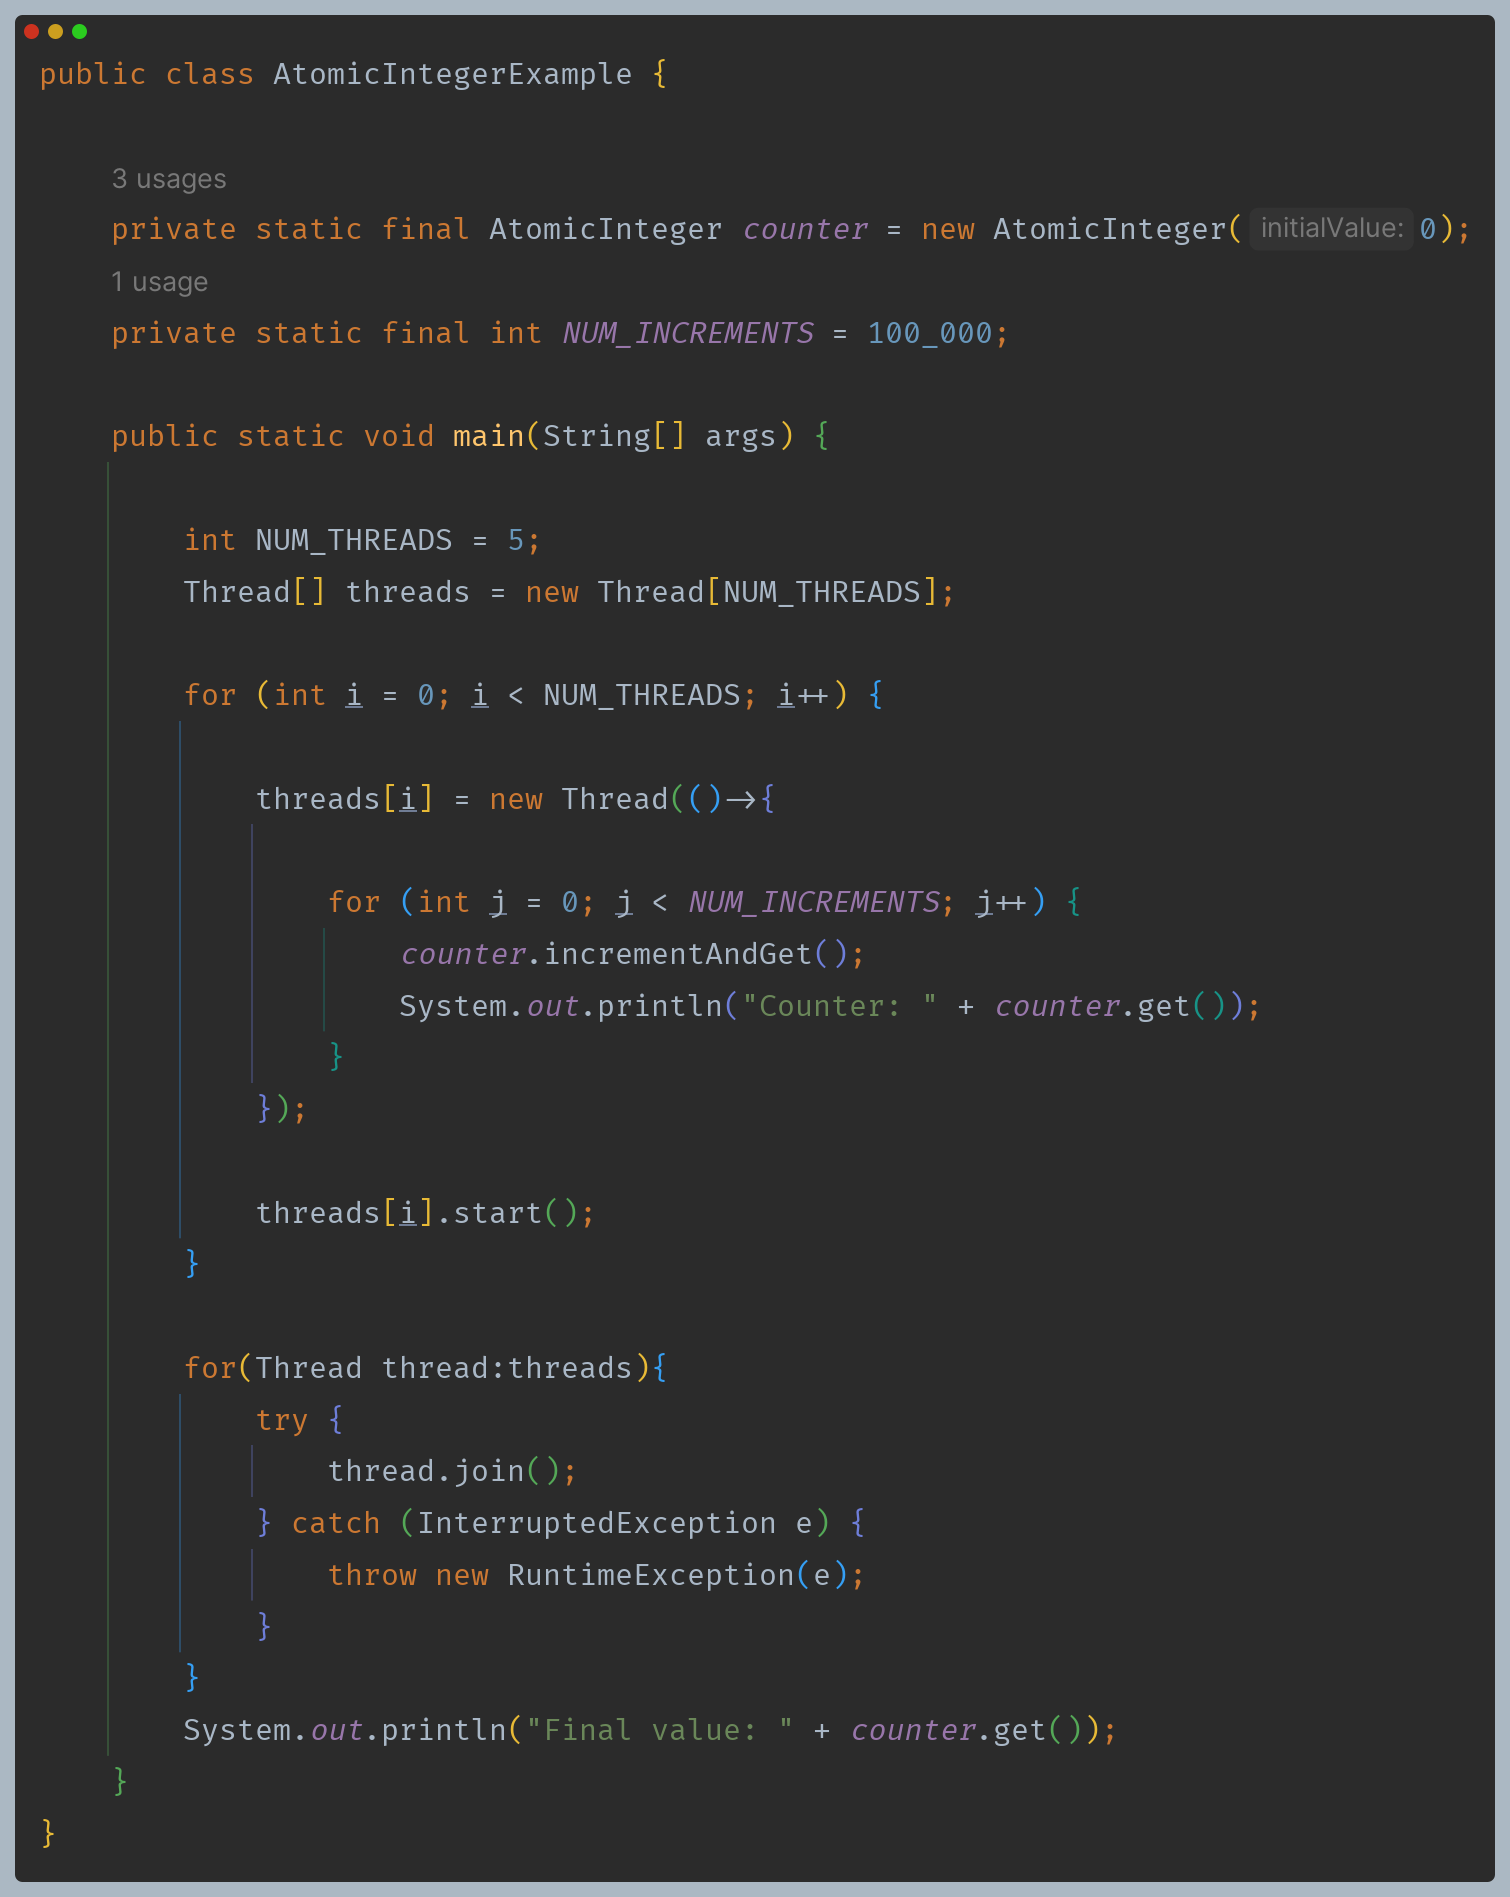 public class AtomicIntegerExample {
3 usages
private static final AtomicInteger counter = new AtomicInteger( initialValue: 0);
1 usage
private static final int NUM_INCREMENTS = 100_000;
public static void main(String[] args) {
int NUM_THREADS = 5;
Thread[] threads = new Thread[NUM_THREADS];
for (int i = 0; i < NUM_THREADS; i++) {
threads[i] = new Thread(()->{
for (int j = 0; j < NUM_INCREMENTS; j++) {
counter.incrementAndGet();
System.out.println("Counter: " + counter.get());
}
});
threads[i].start();
}
for(Thread thread:threads){
try {
thread.join();
} catch (InterruptedException e) {
throw new RuntimeException(e);
}
}
System.out.println("Final value: " + counter.get());
}
}